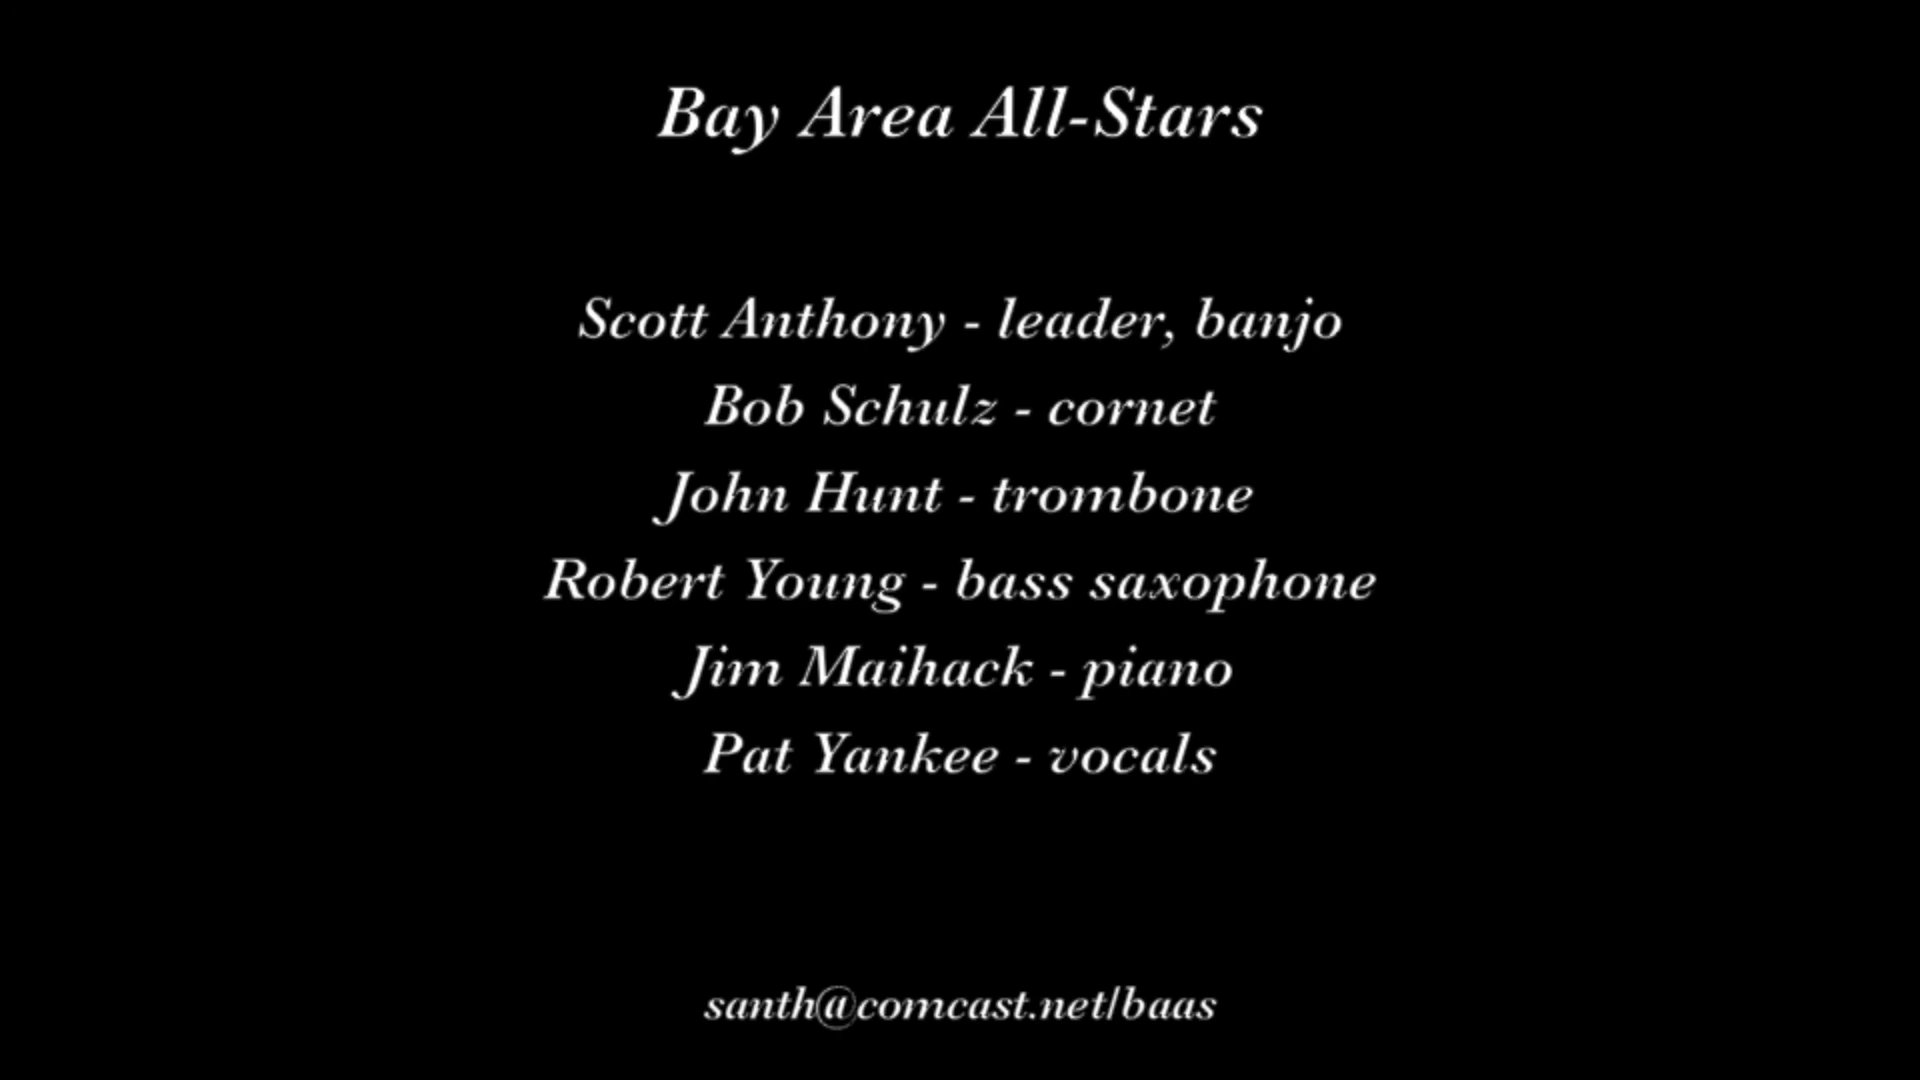 Bay Area All-Stars
Scott Anthony - leader, banjo
Bob Schulz - cornet
John Hunt - trombone
Robert Young - bass saxophone
Jim Maihack - piano
Pat Yankee - vocals
santh@comcast.net/baas